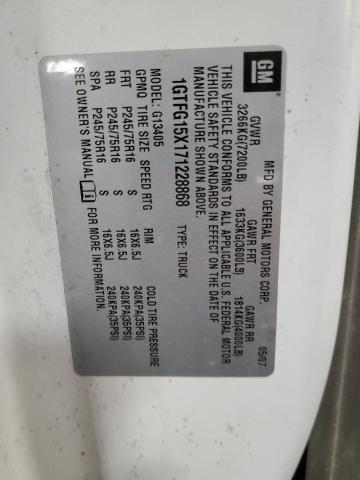 GM
MFD BY GENERAL MOTORS CORP. 05/07
GVWR GAWR FRT GAWR RR
3266KG(7200LB) 1633KG(3600LB) 1814KG(4000LB)
THIS VEHICLE CONFORMS TO ALL APPLICABLE U.S. FEDERAL MOTOR
VEHICLE SAFETY STANDARDS IN EFFECT ON THE DATE OF
MANUFACTURE SHOWN ABOVE.
1GTFG15X171228868 TYPE: TRUCK
MODEL: G13405
GPMQ TIRE SIZE SPEED RTG RIM COLD TIRE PRESSURE
FRT P245/75R16 S 16X6.5J 240KPA(35PSI)
RR P245/75R16 S 16X6.5J 240KPA(35PSI)
SPA P245/75R16 S 16X6.5J 240KPA(35PSI)
SEE OWNER'S MANUAL FOR MORE INFORMATION.